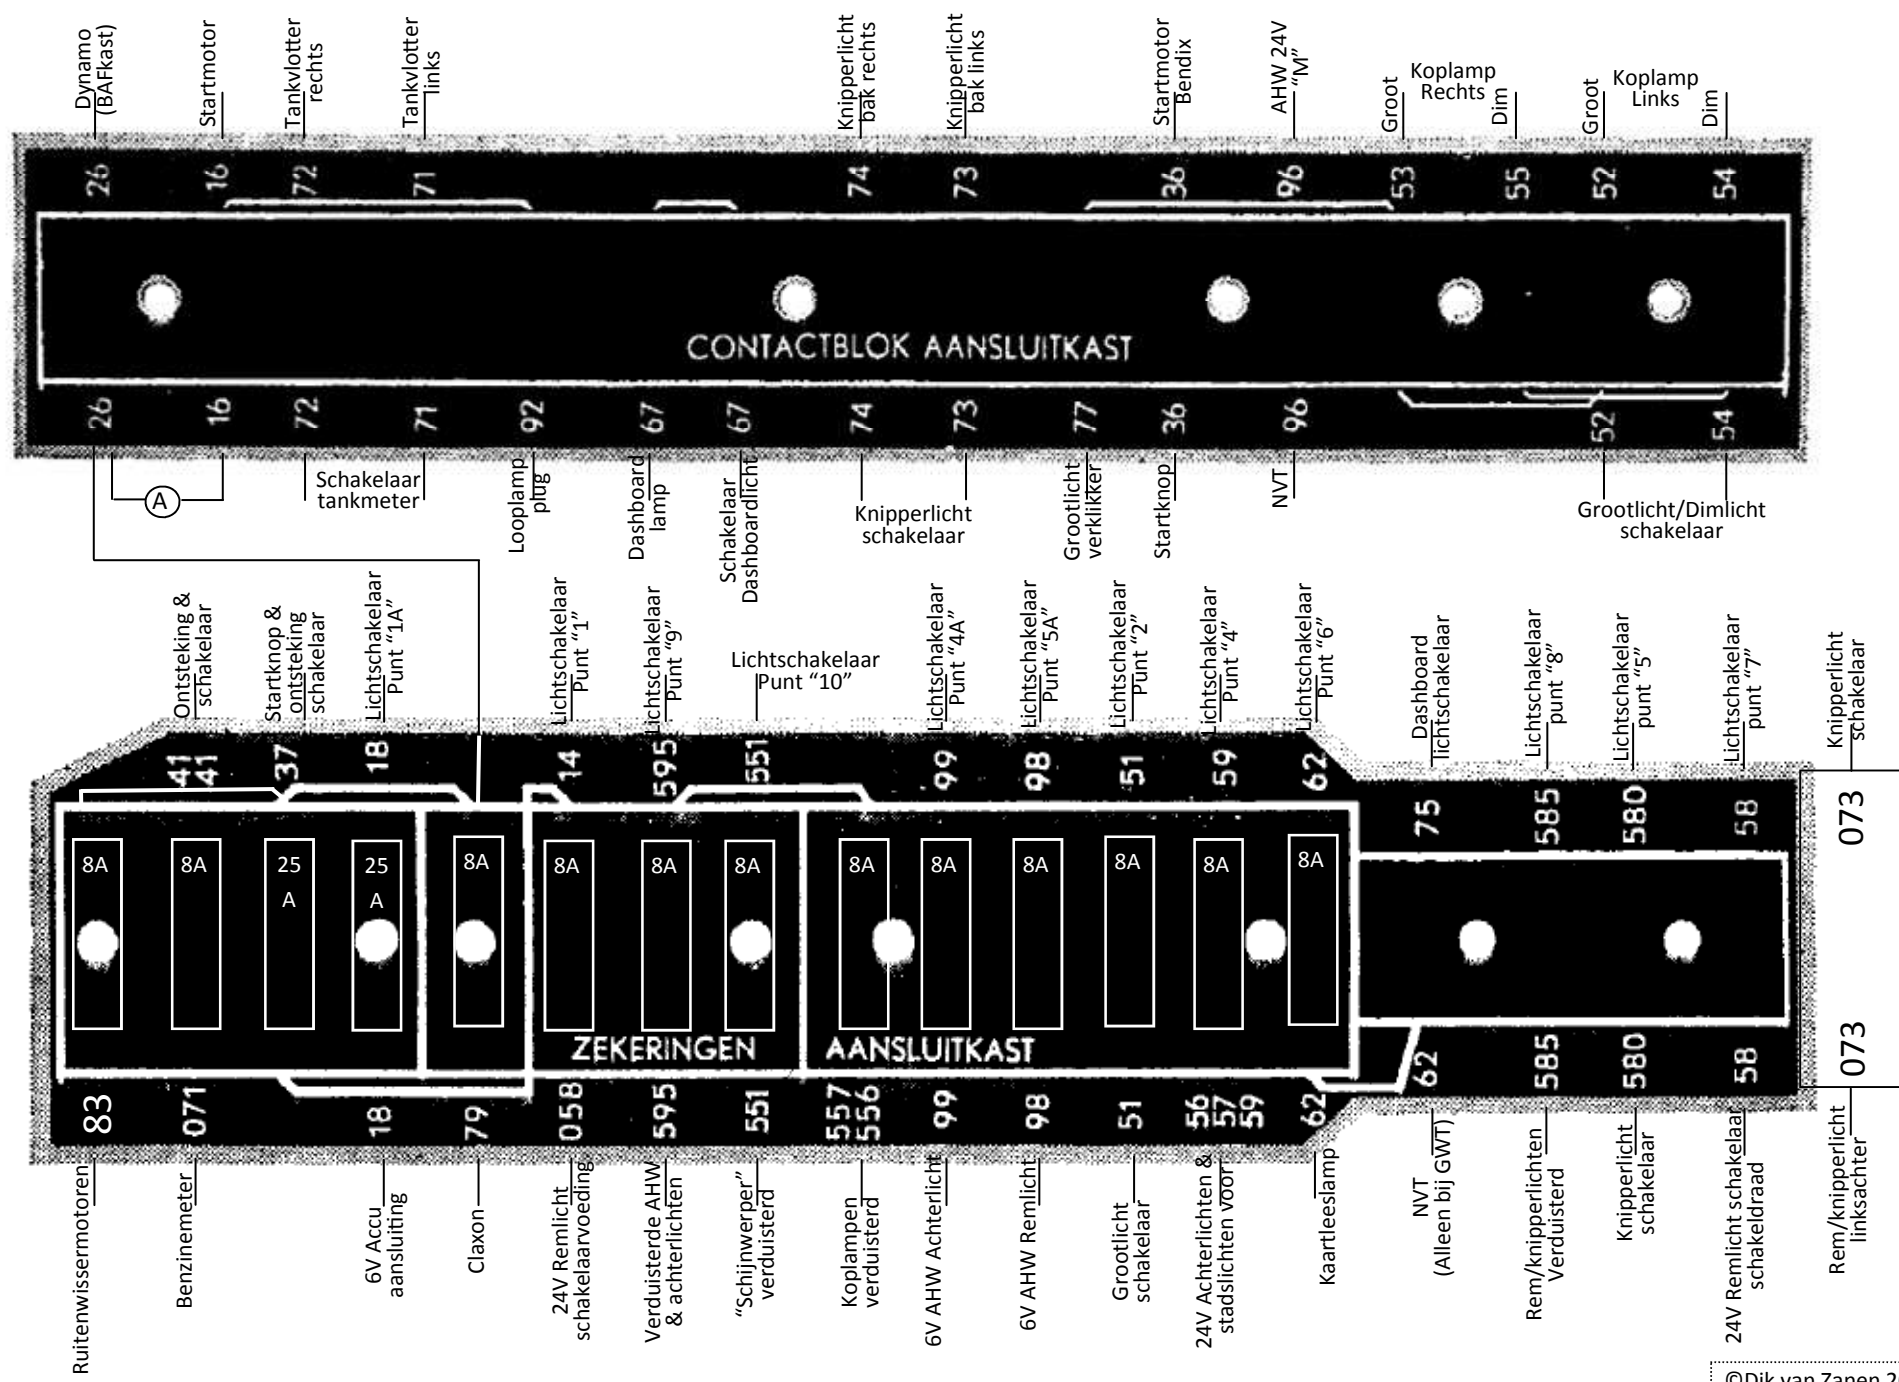 Dynamo
(BAFkast)
Startmotor
Tankvlotter
rechts
Tankvlotter
links
Knipperlicht
bak rechts
Knipperlicht
bak links
Startmotor
Bendix
AHW 24V
“M”
Groot
Koplamp
Rechts
Dim
Groot
Koplamp
Links
Dim
26 16 72 71 74 73 36 96 53 55 52 54
CONTACTBLOK AANSLUITKAST
26 16 72 71 92 67 67 74 73 77 36 96 52 54
A
Schakelaar
tankmeter
Looplamp
plug
Dashboard
lamp
Schakelaar
Dashboardlicht
Knipperlicht
schakelaar
Grootlicht
verklikker
Startknop
NVT
Grootlicht/Dimlicht
schakelaar
Ontsteking &
schakelaar
Startknop &
ontsteking
schakelaar
Lichtschakelaar
Punt “1A”
Lichtschakelaar
Punt “1”
Lichtschakelaar
Punt “9”
Lichtschakelaar
Punt “10”
Lichtschakelaar
Punt “4A”
Lichtschakelaar
Punt “5A”
Lichtschakelaar
Punt “2”
Lichtschakelaar
Punt “4”
Lichtschakelaar
Punt “6”
Dashboard
lichtschakelaar
Lichtschakelaar
punt “8”
Lichtschakelaar
punt “5”
Lichtschakelaar
punt “7”
Knipperlicht
schakelaar
41
41
37 18 14 595 551 99 98 51 59 62 75 585 580 58 073
8A 8A 25 25 8A 8A 8A 8A 8A 8A 8A 8A 8A 8A
A A
ZEKERINGEN AANSLUITKAST
83 071 18 79 058 595 551
557
556
99 98 51
56
557
59
62 62 585 580 58 073
Ruitenwissermotoren
Benzinemeter
6V Accu
aansluiting
Claxon
24V Remlicht
schakelaarvoeding
Verduisterde AHW
& achterlichten
“Schijnwerper”
verduisterd
Koplampen
verduisterd
6V AHW Achterlicht
6V AHW Remlicht
Grootlicht
schakelaar
24V Achterlichten &
stadslichten voor
Kaartleeslamp
NVT
(Alleen bij GWT)
Rem/knipperlichten
Verduisterd
Knipperlicht
schakelaar
24V Remlicht schakelaar
schakeldraad
Rem/knipperlicht
linksachter
©Dik van Zanen